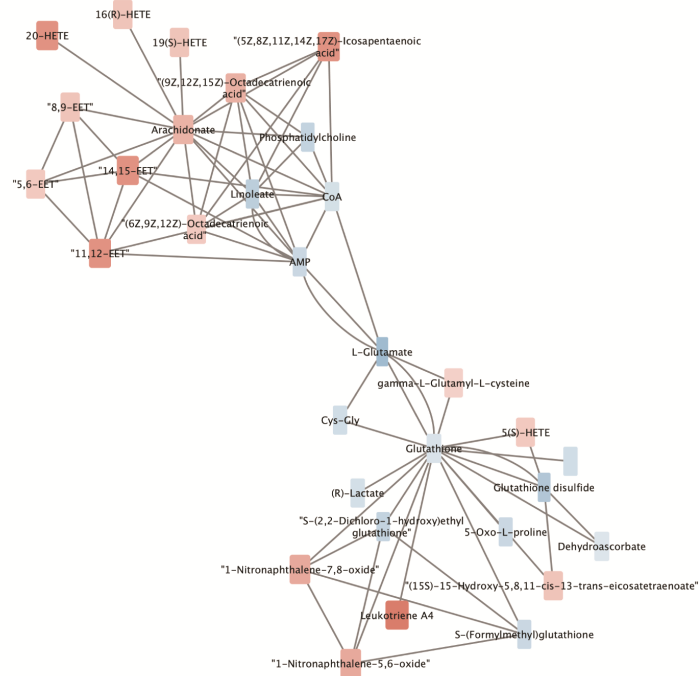 16(R)-HETE
20-HETE
19(S)-HETE
"(5Z,8Z,11Z,14Z,17Z)-Icosapentaenoic
acid"
"(9Z,12Z,15Z)-Octadecatrienoic
acid"
"8,9-EET"
Arachidonate
Phosphatidylcholine
"14,15-EET"
"5,6-EET"
Linoleate
CoA
"(6Z,9Z,12Z)-Octadecatrienoic
acid"
"11,12-EET"
AMP
L-Glutamate
gamma-L-Glutamyl-L-cysteine
Cys-Gly
5(S)-HETE
Glutathione
Glutathione disulfide
(R)-Lactate
"S-(2,2-Dichloro-1-hydroxy)ethyl
glutathione"
5-Oxo-L-proline
Dehydroascorbate
"1-Nitronaphthalene-7,8-oxide"
"(15S)-15-Hydroxy-5,8,11-cis-13-trans-eicosatetraenoate"
Leukotriene A4
S-(Formylmethyl)glutathione
"1-Nitronaphthalene-5,6-oxide"